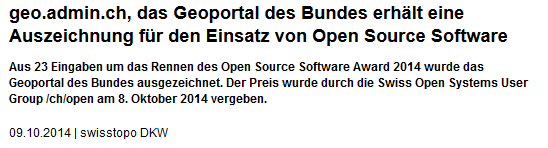 geo.admin.ch, das Geoportal des Bundes erhält eine
Auszeichnung für den Einsatz von Open Source Software
Aus 23 Eingaben um das Rennen des Open Source Software Award 2014 wurde das
Geoportal des Bundes ausgezeichnet. Der Preis wurde durch die Swiss Open Systems User
Group /ch/open am 8. Oktober 2014 vergeben.
09.10.2014 | swisstopo DKW